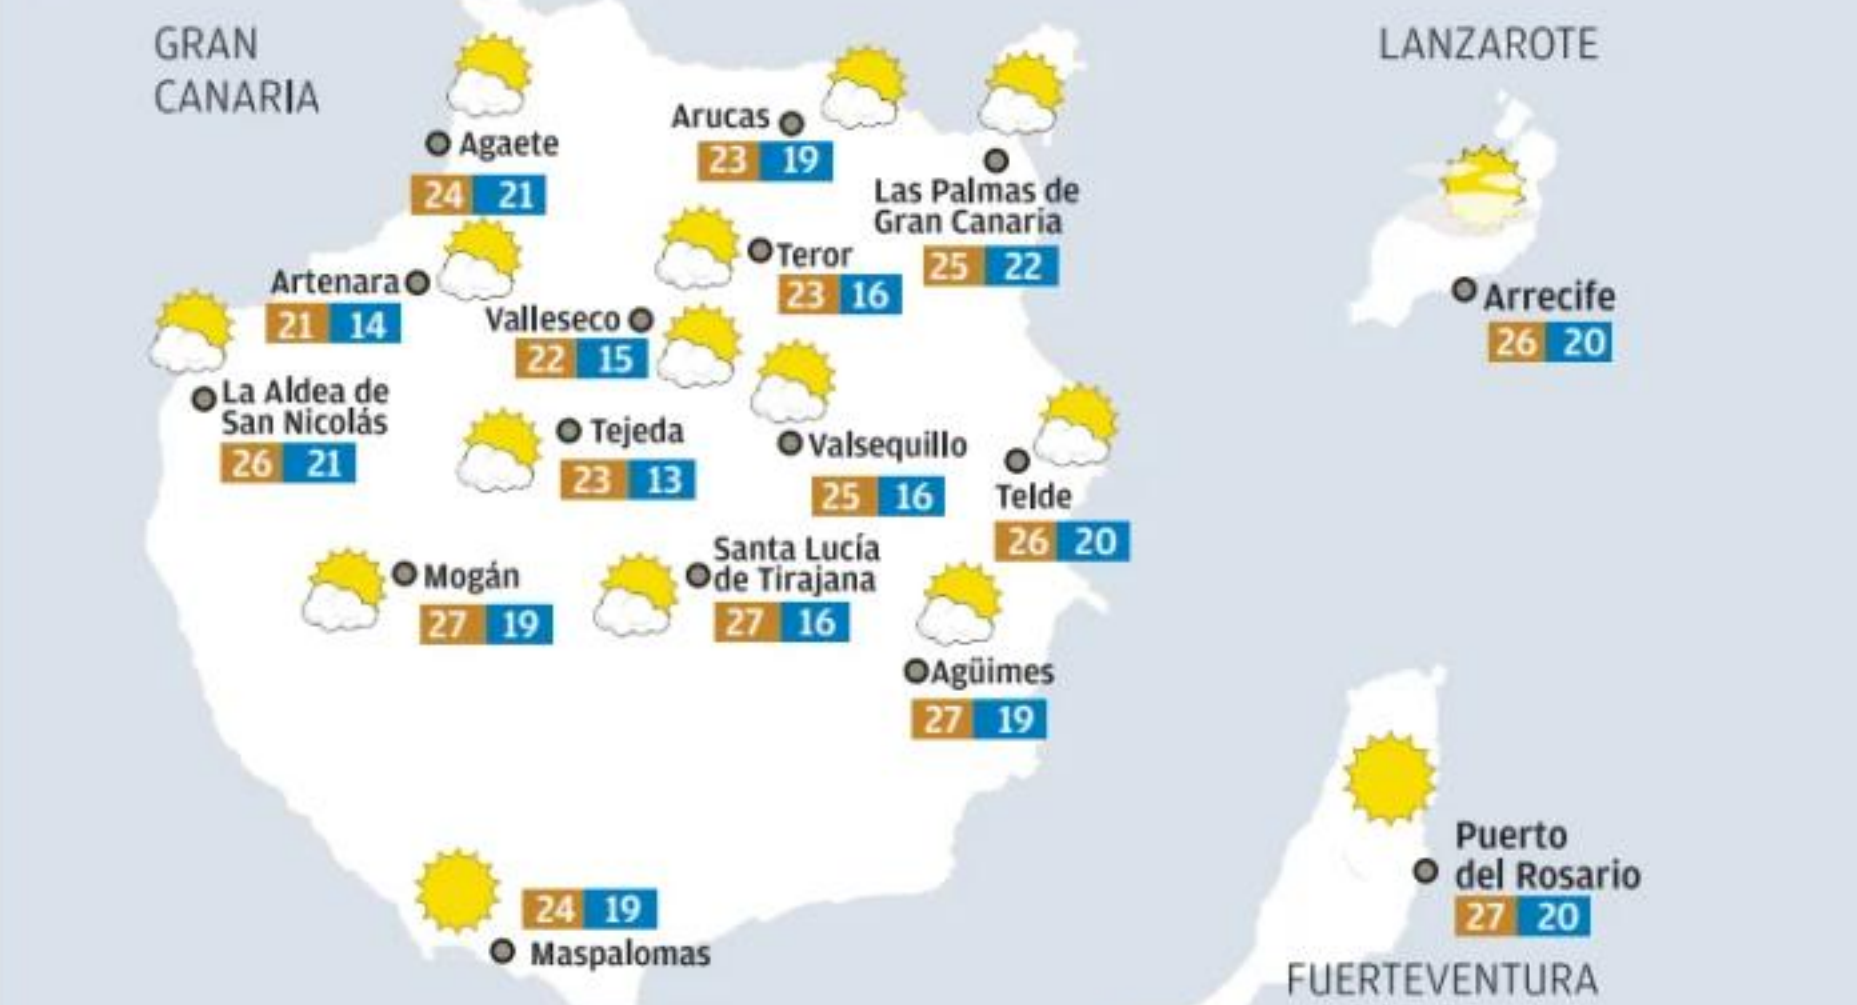 GRAN
CANARIA
LANZAROTE
Agaete
24 21
Arucas
23 19
Las Palmas de
Gran Canaria
25 22
Teror
23 16
Artenara
21 14
Valleseco
22 15
Arrecife
26 20
La Aldea de
San Nicolás
26 21
Tejeda
23 13
Valsequillo
25 16
Telde
26 20
Mogán
27 19
Santa Lucía
de Tirajana
27 16
Agüimes
27 19
24 19
Maspalomas
Puerto
del Rosario
27 20
FUERTEVENTURA